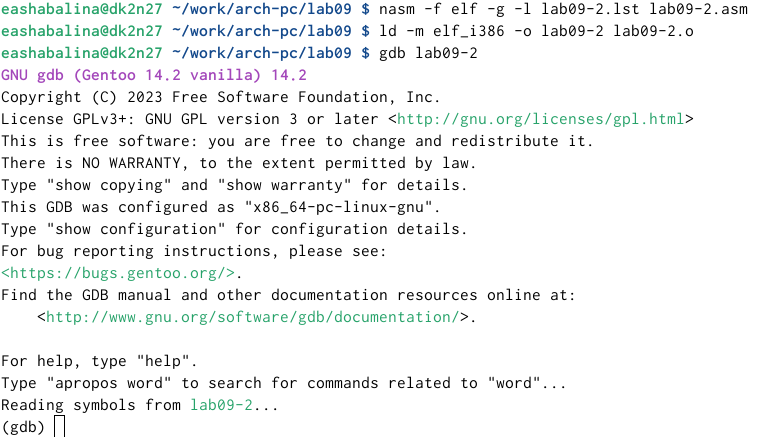 eashabalina@dk2n27 ~/work/arch-pc/lab09 $ nasm -f elf -g -l lab09-2.lst lab09-2.asm
eashabalina@dk2n27 ~/work/arch-pc/lab09 $ ld -m elf_i386 -o lab09-2 lab09-2.o
eashabalina@dk2n27 ~/work/arch-pc/lab09 $ gdb lab09-2
GNU gdb (Gentoo 14.2 vanilla) 14.2
Copyright (C) 2023 Free Software Foundation, Inc.
License GPLv3+: GNU GPL version 3 or later <http://gnu.org/licenses/gpl.html>
This is free software: you are free to change and redistribute it.
There is NO WARRANTY, to the extent permitted by law.
Type "show copying" and "show warranty" for details.
This GDB was configured as "x86_64-pc-linux-gnu".
Type "show configuration" for configuration details.
For bug reporting instructions, please see:
<https://bugs.gentoo.org/>.
Find the GDB manual and other documentation resources online at:
    <http://www.gnu.org/software/gdb/documentation/>.

For help, type "help".
Type "apropos word" to search for commands related to "word"...
Reading symbols from lab09-2...
(gdb)